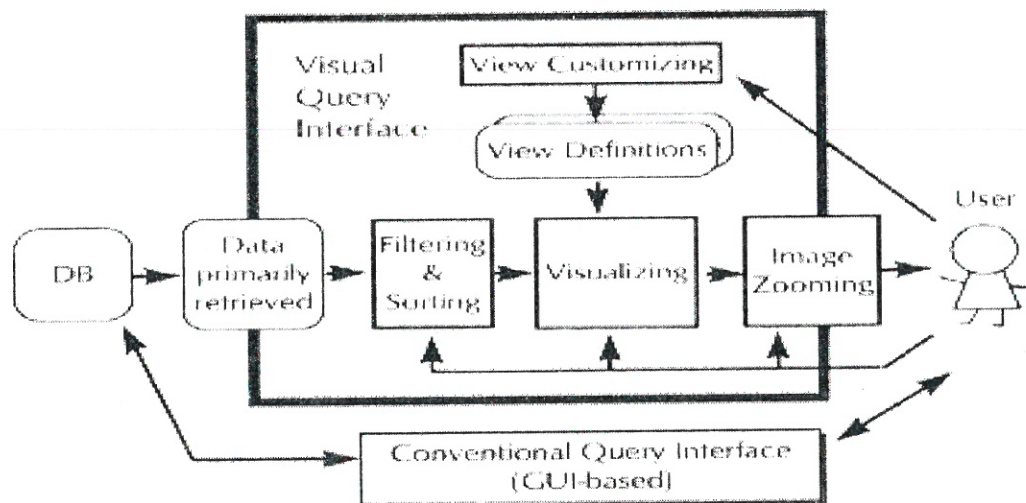 Visual
Query
Interface
View Customizing
View Definitions
User
DB
Data
primarily
retrieved
Filtering
&
Sorting
Visualizing
Image
Zooming
Conventional Query Interface
(GUI-based)